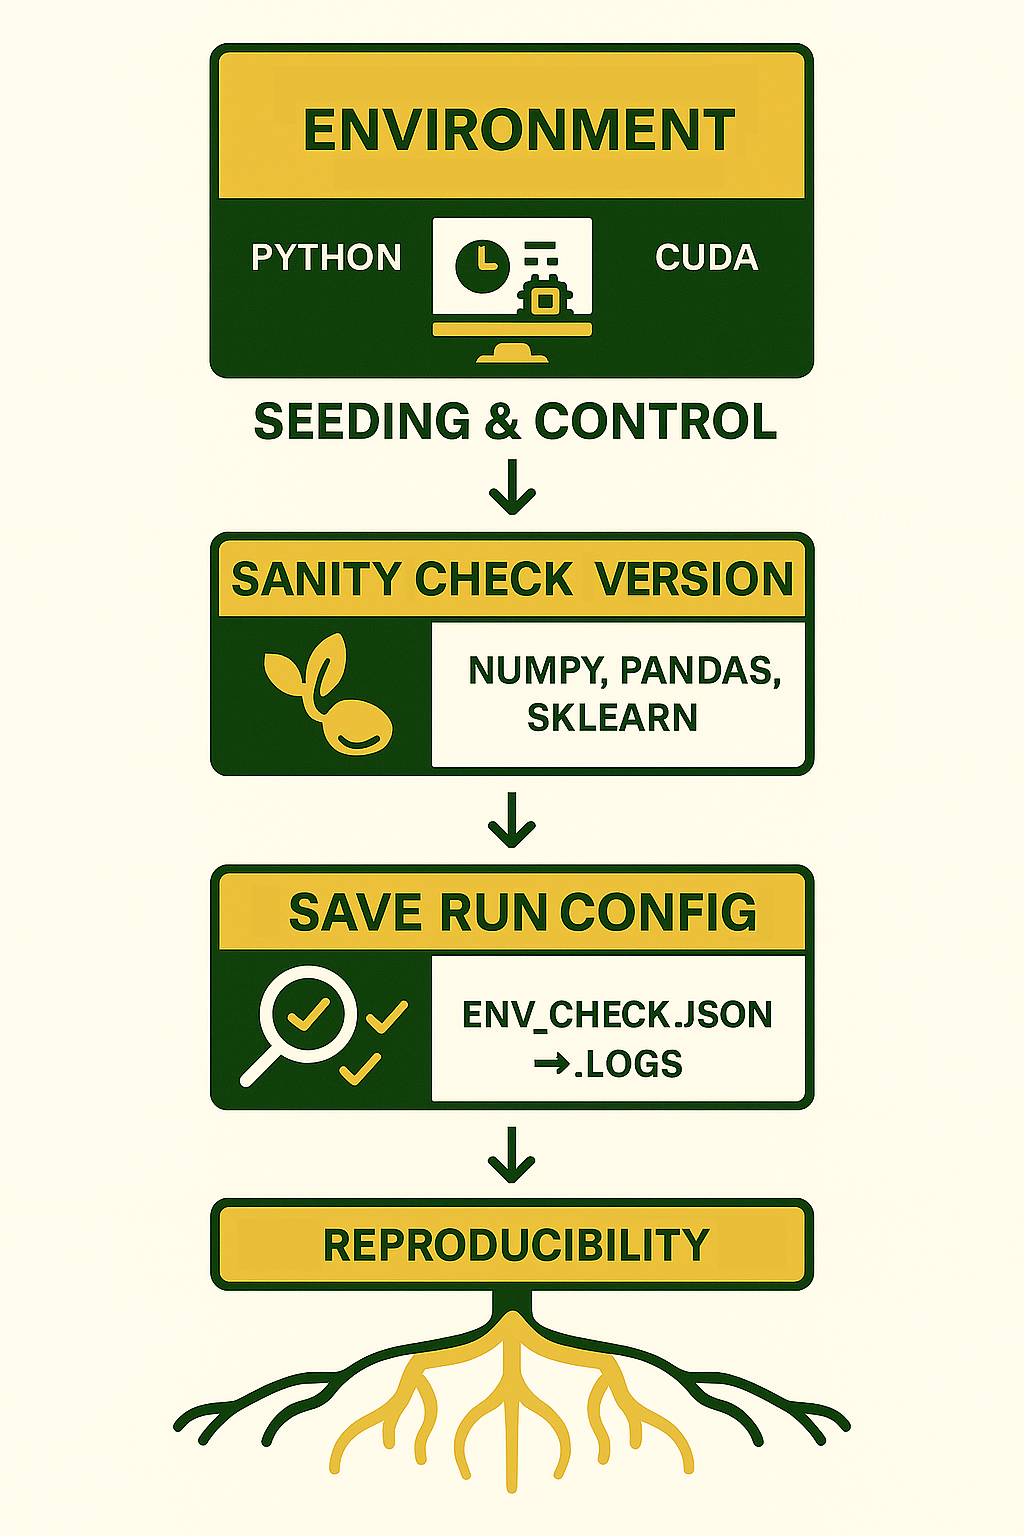 ENVIRONMENT
PYTHON
CUDA
SEEDING & CONTROL
SANITY CHECK VERSION
NUMPY, PANDAS,
SKLEARN
SAVE RUN CONFIG
ENV_CHECK.JSON
→.LOGS
REPRODUCIBILITY